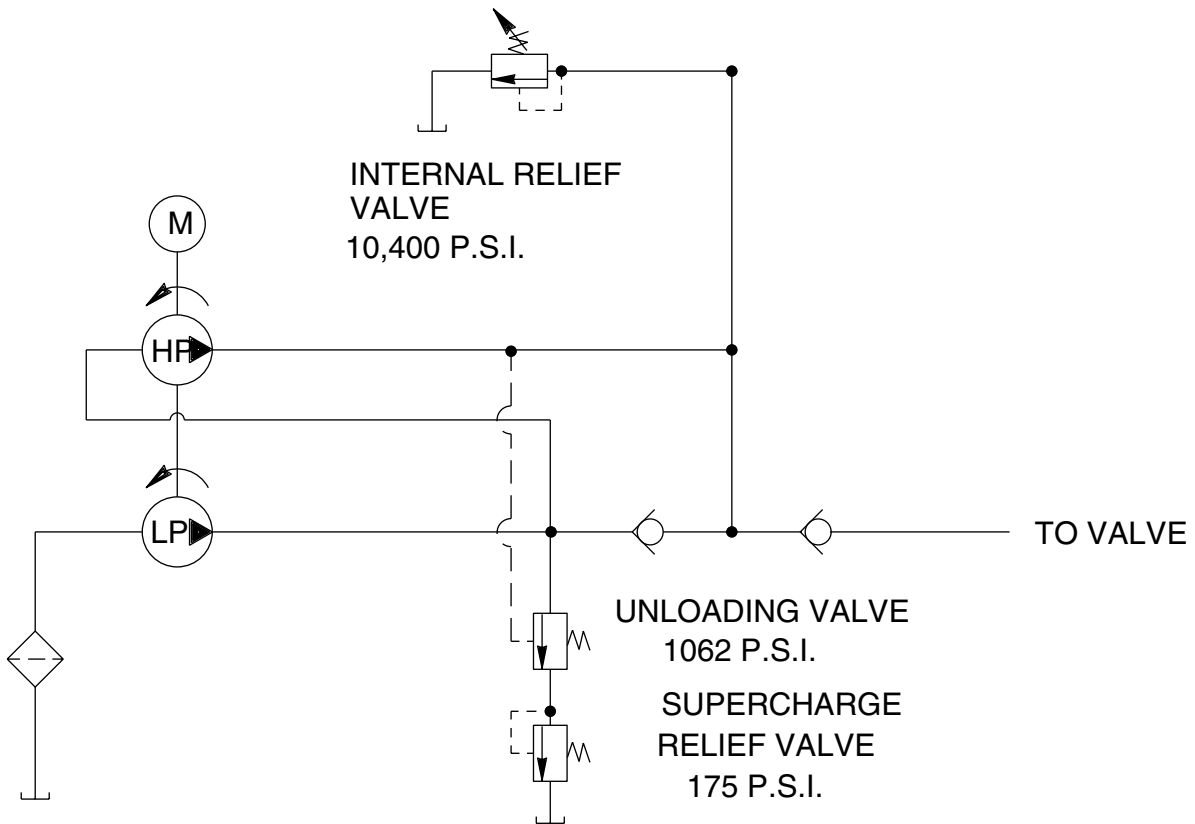 INTERNAL RELIEF
VALVE
10,400 P.S.I.
M
HP
LP
TO VALVE
UNLOADING VALVE
1062 P.S.I.
SUPERCHARGE
RELIEF VALVE
175 P.S.I.